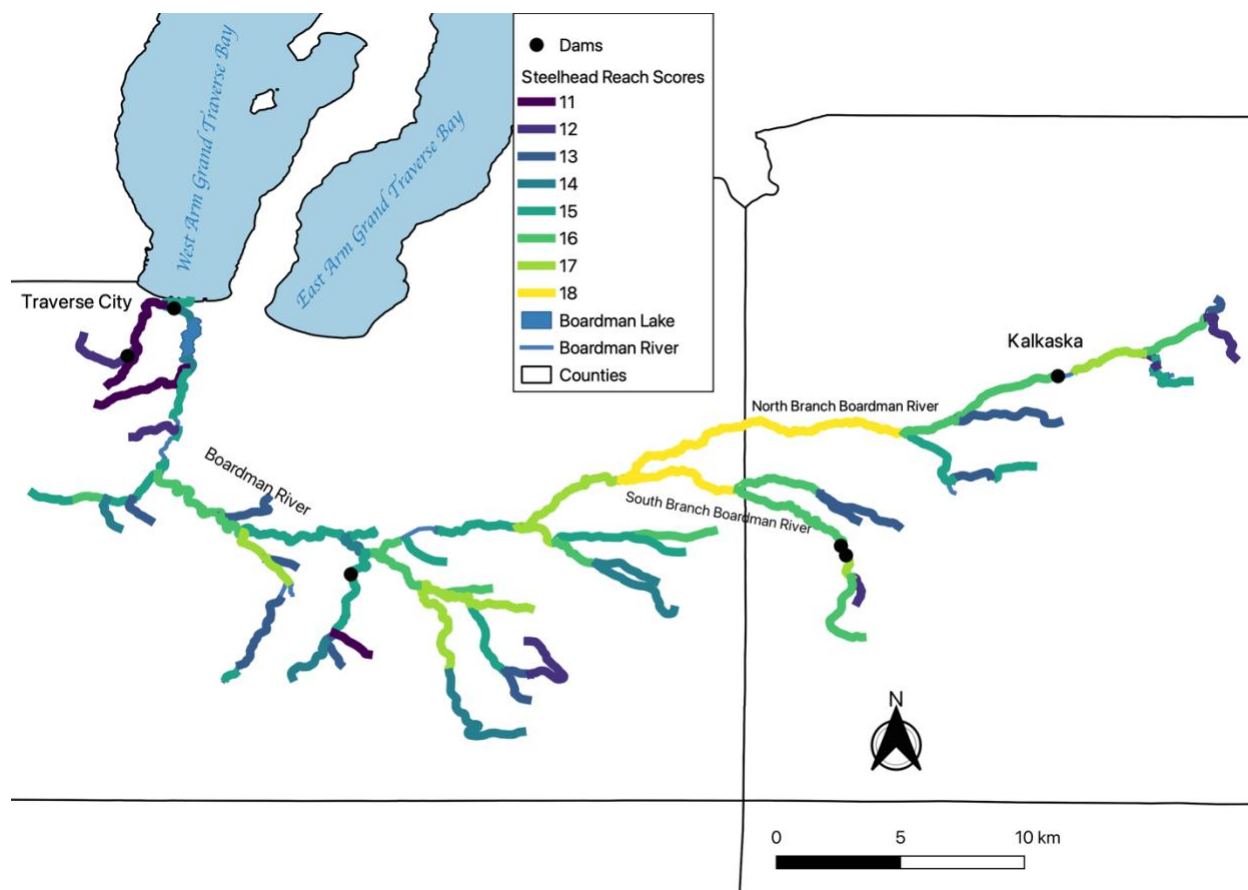 West Arm Grand Traverse Bay
East Arm Grand Traverse Bay
Dams
Steelhead Reach Scores
11
12
13
14
15
16
17
18
Boardman Lake
Boardman River
Counties
Traverse City
Kalkaska
North Branch Boardman River
Boardman River
South Branch Boardman River
N
0 5 10 km